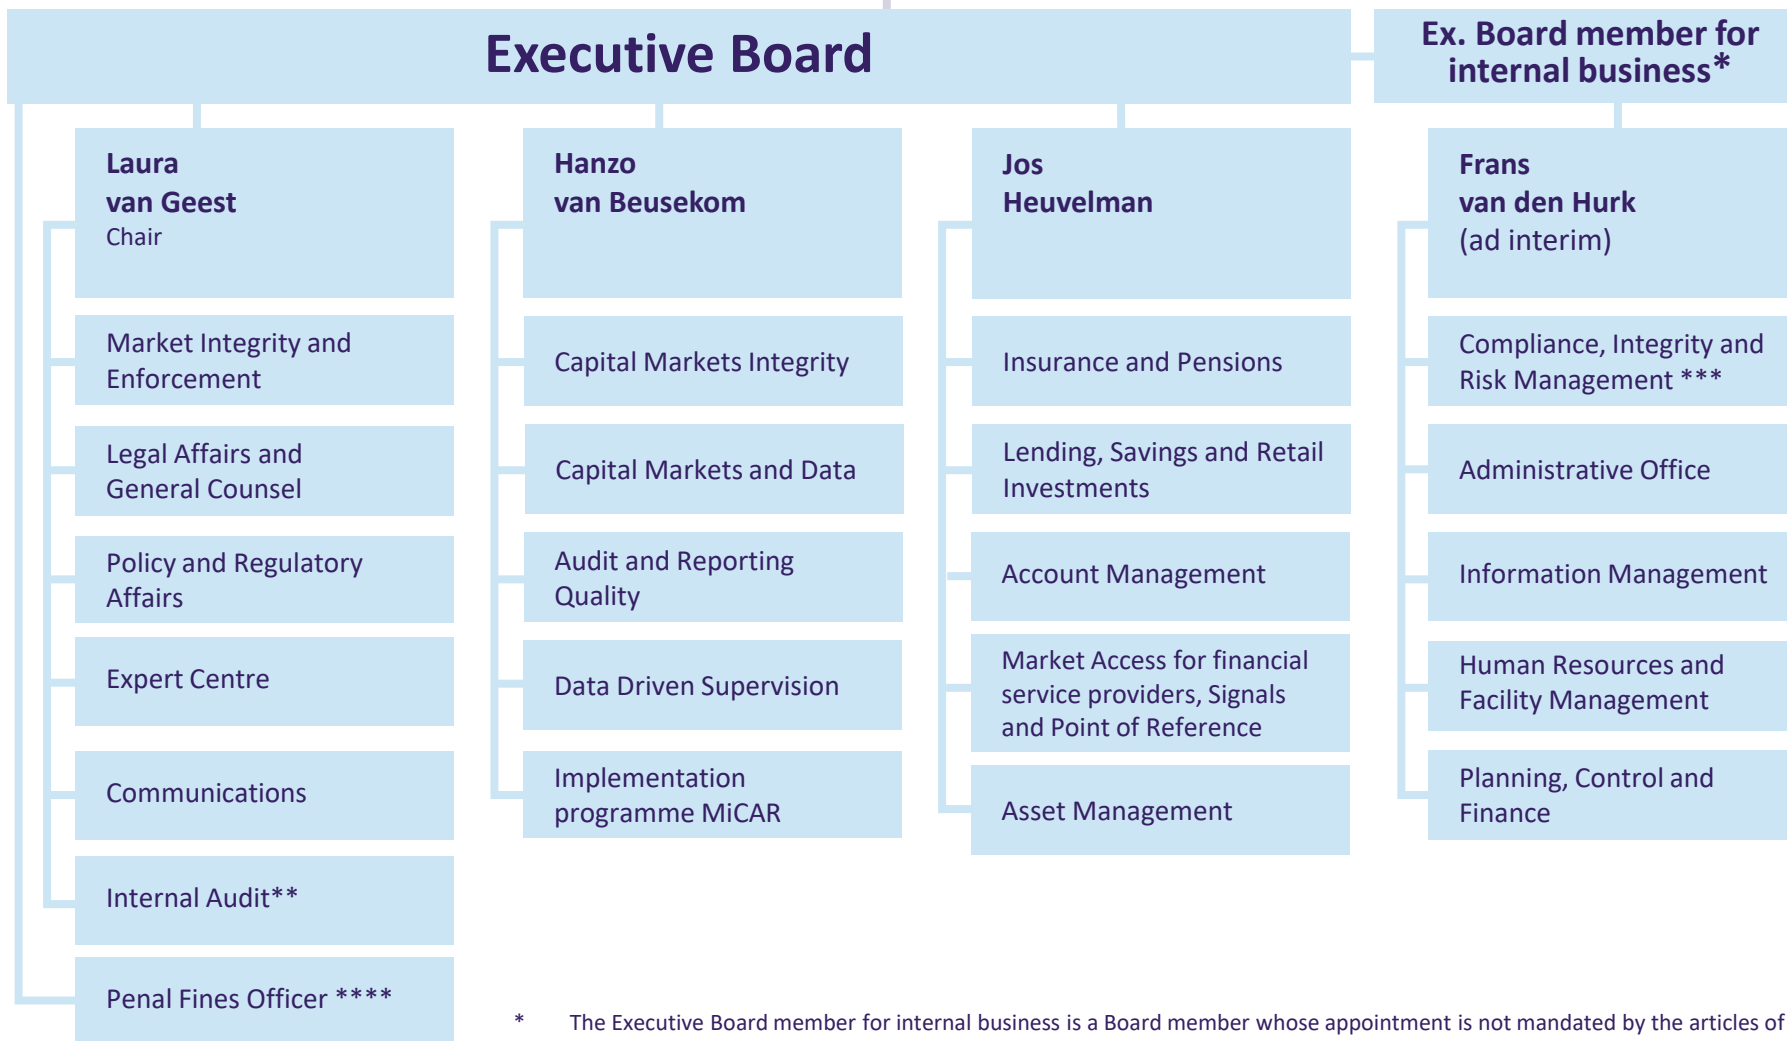 Executive Board
Ex. Board member for
internal business*
Laura
van Geest
Chair
Market Integrity and
Enforcement
Legal Affairs and
General Counsel
Policy and Regulatory
Affairs
Expert Centre
Communications
Internal Audit**
Penal Fines Officer ****
Hanzo
van Beusekom
Capital Markets Integrity
Capital Markets and Data
Audit and Reporting
Quality
Data Driven Supervision
Implementation
programme MiCAR
Jos
Heuvelman
Insurance and Pensions
Lending, Savings and Retail
Investments
Account Management
Market Access for financial
service providers, Signals
and Point of Reference
Asset Management
Frans
van den Hurk
(ad interim)
Compliance, Integrity and
Risk Management ***
Administrative Office
Information Management
Human Resources and
Facility Management
Planning, Control and
Finance
* The Executive Board member for internal business is a Board member whose appointment is not mandated by the articles of